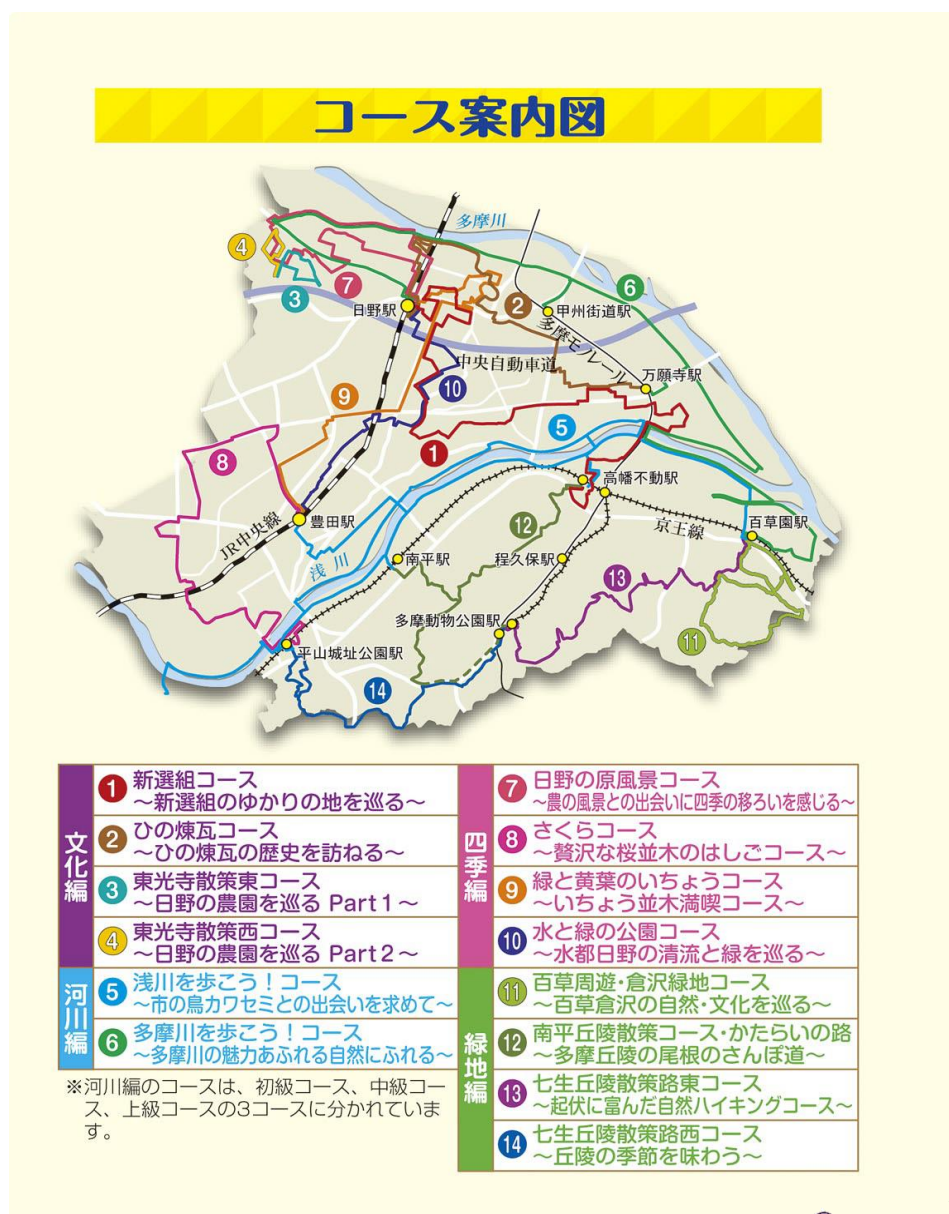 コース案内図
多摩川
4
3
7
日野駅
2
甲州街道駅
6
多摩モノレール
中央自動車道
万願寺駅
9
10
8
1
5
高幡不動駅
JR中央線
豊田駅
12
京王線
百草園駅
浅川
南平駅
程久保駅
13
多摩動物公園駅
11
平山城址公園駅
14
文化編
1 新選組コース
～新選組のゆかりの地を巡る～
2 ひの煉瓦コース
～ひの煉瓦の歴史を訪ねる～
3 東光寺散策東コース
～日野の農園を巡る Part1～
4 東光寺散策西コース
～日野の農園を巡る Part2～
河川編
5 浅川を歩こう！コース
～市の鳥カワセミとの出会いを求めて～
6 多摩川を歩こう！コース
～多摩川の魅力あふれる自然にふれる～
※河川編のコースは、初級コース、中級コー
ス、上級コースの3コースに分かれていま
す。
四季編
7 日野の原風景コース
～農の風景との出会いに四季の移ろいを感じる～
8 さくらコース
～贅沢な桜並木のはしごコース～
9 緑と黄葉のいちょうコース
～いちょう並木満喫コース～
10 水と緑の公園コース
～水都日野の清流と緑を巡る～
緑地編
11 百草周遊・倉沢緑地コース
～百草倉沢の自然・文化を巡る～
12 南平丘陵散策コース・かたらいの路
～多摩丘陵の尾根のさんぽ道～
13 七生丘陵散策路東コース
～起伏に富んだ自然ハイキングコース～
14 七生丘陵散策路西コース
～丘陵の季節を味わう～